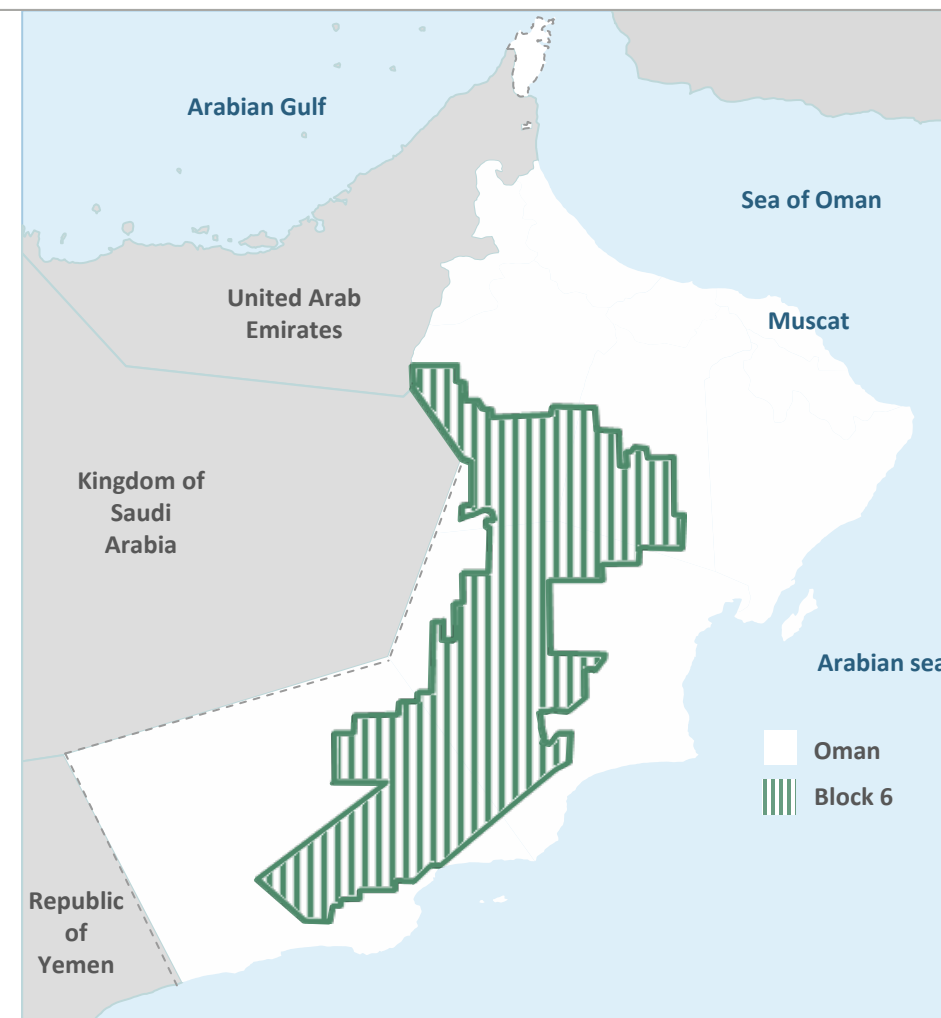 Arabian Gulf
Sea of Oman
United Arab
Emirates
Muscat
Kingdom of
Saudi
Arabia
Arabian sea
Oman
Block 6
Republic
of
Yemen